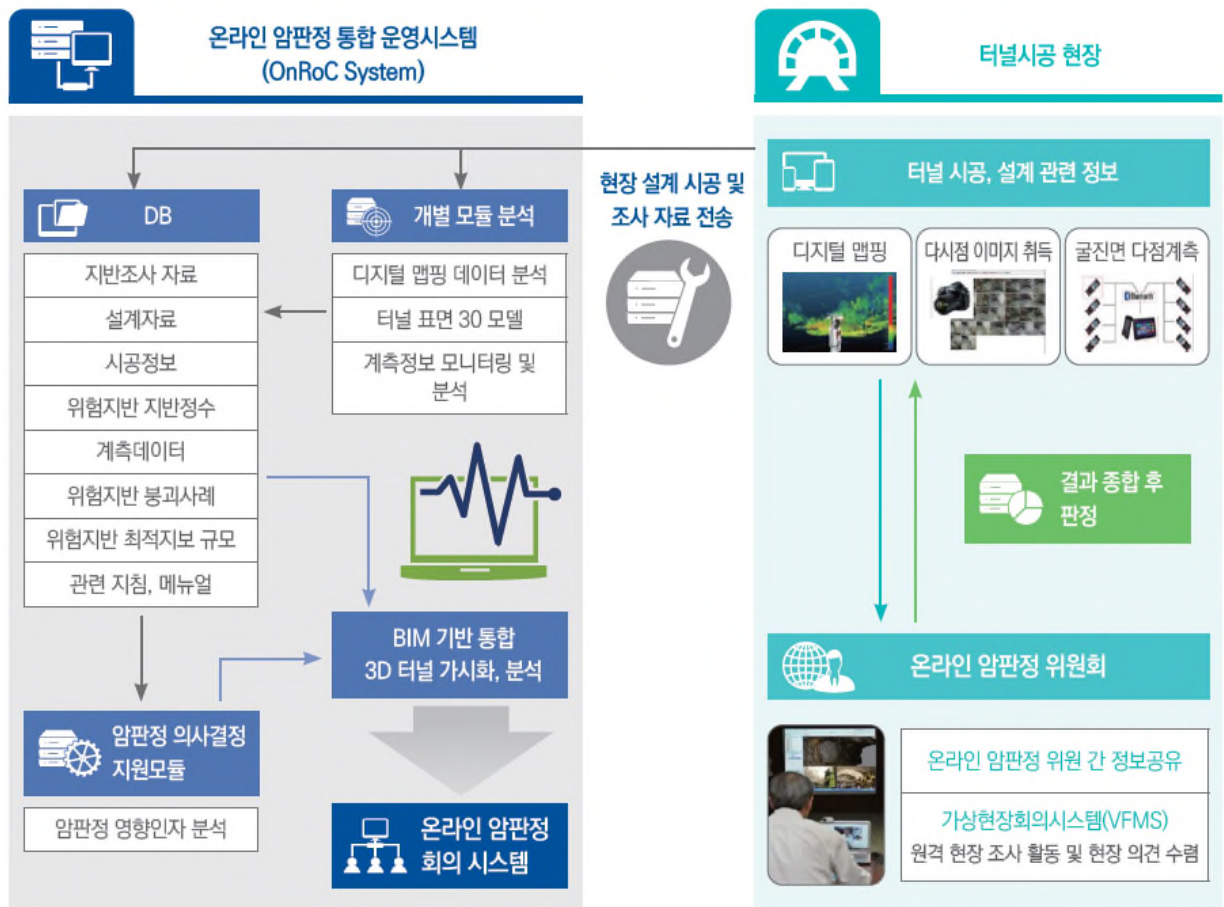 온라인 암판정 통합 운영시스템
(OnRoC System)
터널시공 현장
DB
지반조사 자료
설계자료
시공정보
위험지반 지반정수
계측데이터
위험지반 붕괴사례
위험지반 최적지보 규모
관련 지침, 메뉴얼
개별 모듈 분석
디지털 맵핑 데이터 분석
터널 표면 30 모델
계측정보 모니터링 및
분석
현장 설계 시공 및
조사 자료 전송
터널 시공, 설계 관련 정보
디지털 맵핑
다시점 이미지 취득
굴진면 다점계측
Bluetooth
결과 종합 후
판정
BIM 기반 통합
3D 터널 가시화, 분석
암판정 의사결정
지원모듈
암판정 영향인자 분석
온라인 암판정
회의 시스템
온라인 암판정 위원회
온라인 암판정 위원 간 정보공유
가상현장회의시스템(VFMS)
원격 현장 조사 활동 및 현장 의견 수렴